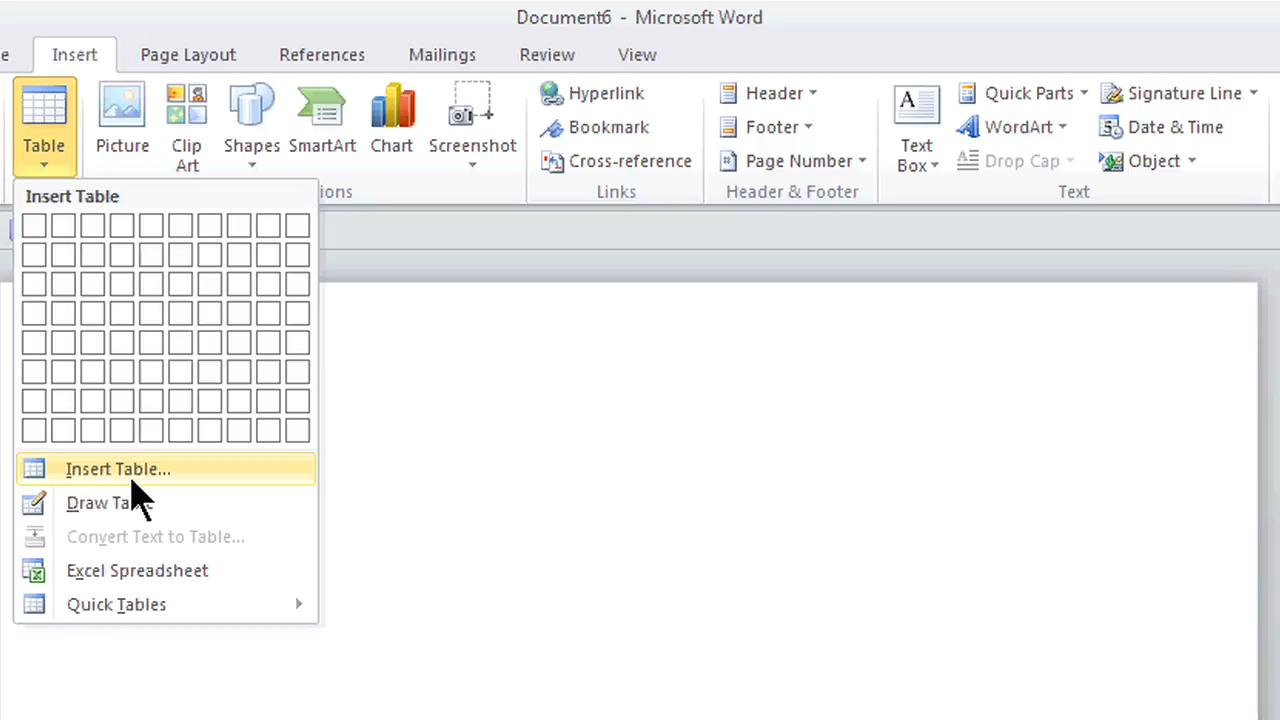 Document6 - Microsoft Word
e Insert Page Layout References Mailings Review View
Table
Picture
Clip
Art
Shapes
SmartArt
Chart
Screenshot
Hyperlink
Bookmark
Cross-reference
Links
Header
Footer
Page Number
Header & Footer
A
Text
Box
Quick Parts
WordArt
Drop Cap
Signature Line
Date & Time
Object
Text
ions
Insert Table
Insert Table...
Draw
Convert Text to Table...
Excel Spreadsheet
Quick Tables